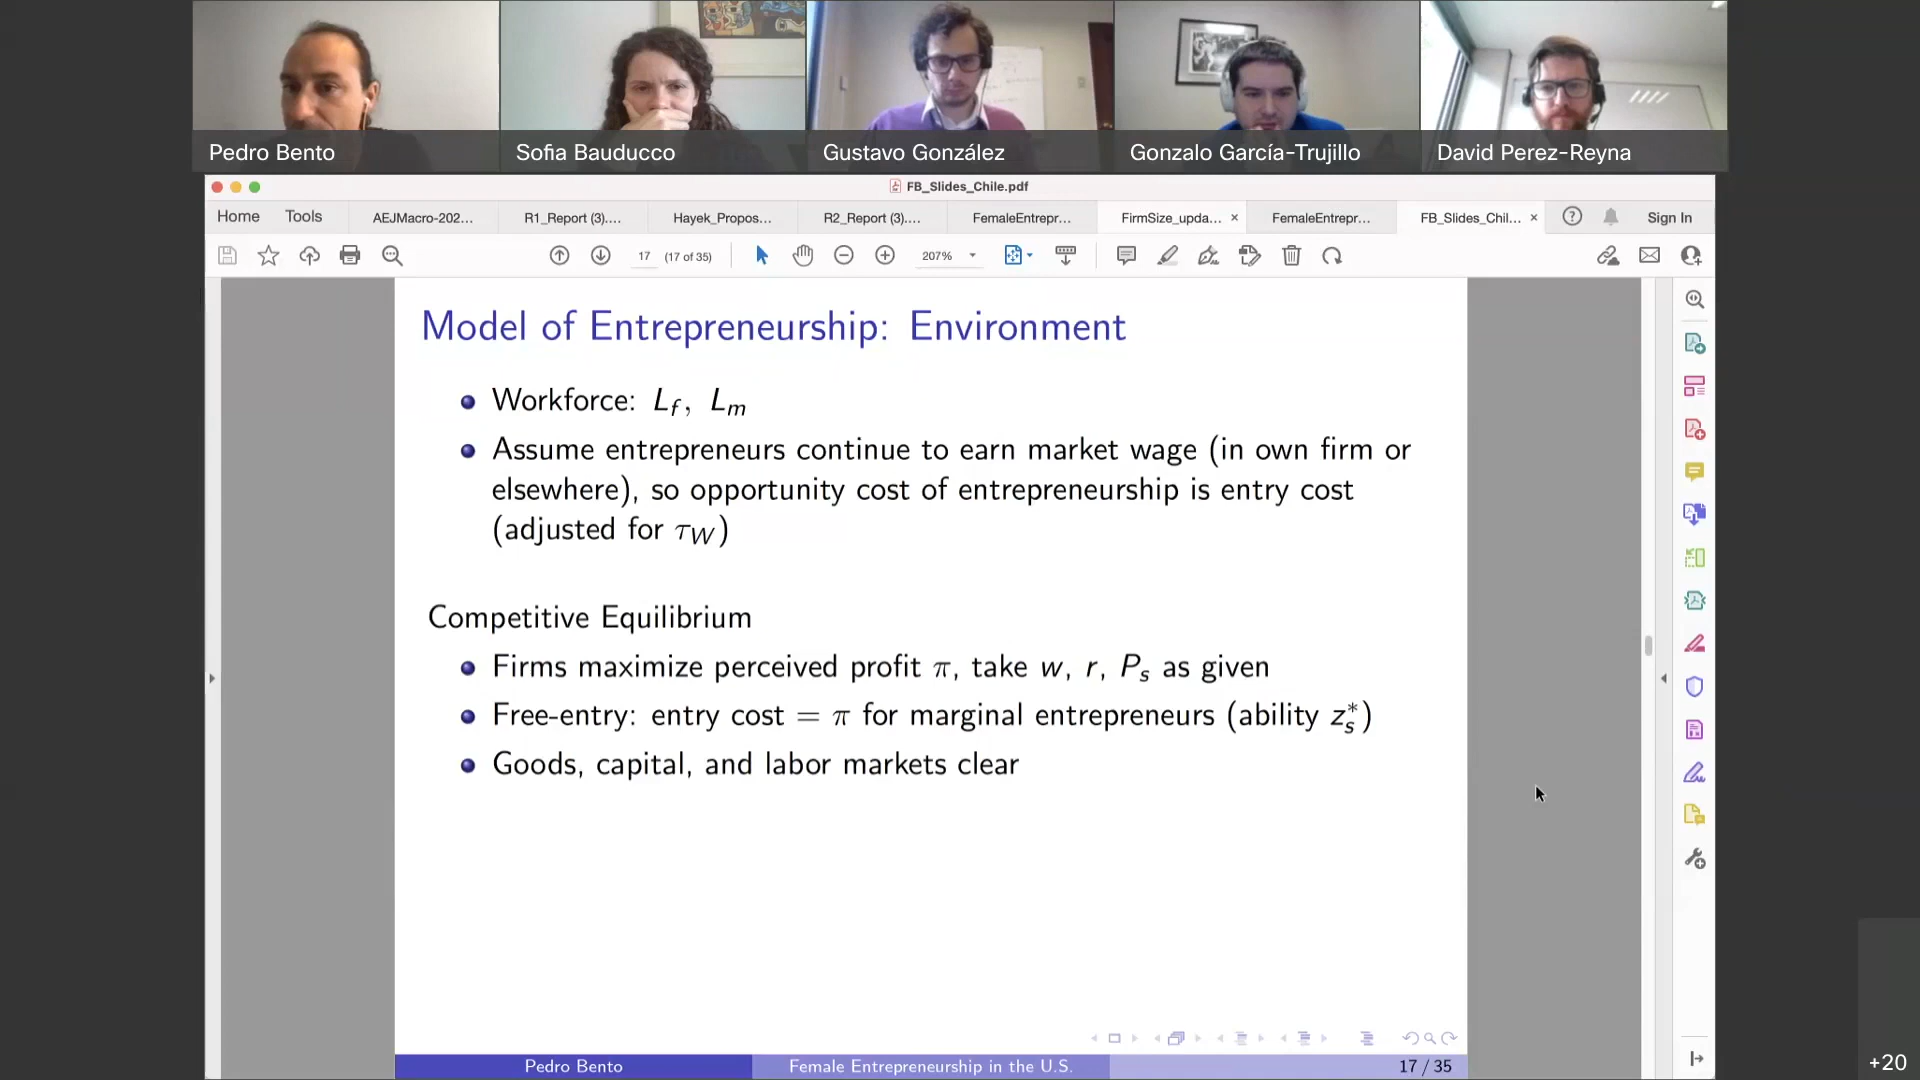 Pedro Bento
Sofia Bauducco
Gustavo González
Gonzalo García-Trujillo
David Perez-Reyna
FB_Slides_Chile.pdf
Home Tools AEJMacro-202... R1_Report (3).... Hayek_Propos... R2_Report (3).... FemaleEntrepr... FirmSize_upda... × FemaleEntrepr... FB_Slides_Chil... × Sign In
17 (17 of 35) 207%
Model of Entrepreneurship: Environment
Workforce: L_f, L_m
Assume entrepreneurs continue to earn market wage (in own firm or
elsewhere), so opportunity cost of entrepreneurship is entry cost
(adjusted for τ_W)
Competitive Equilibrium
Firms maximize perceived profit π, take w, r, P_s as given
Free-entry: entry cost = π for marginal entrepreneurs (ability z_s^*)
Goods, capital, and labor markets clear
Pedro Bento Female Entrepreneurship in the U.S. 17 / 35
+20